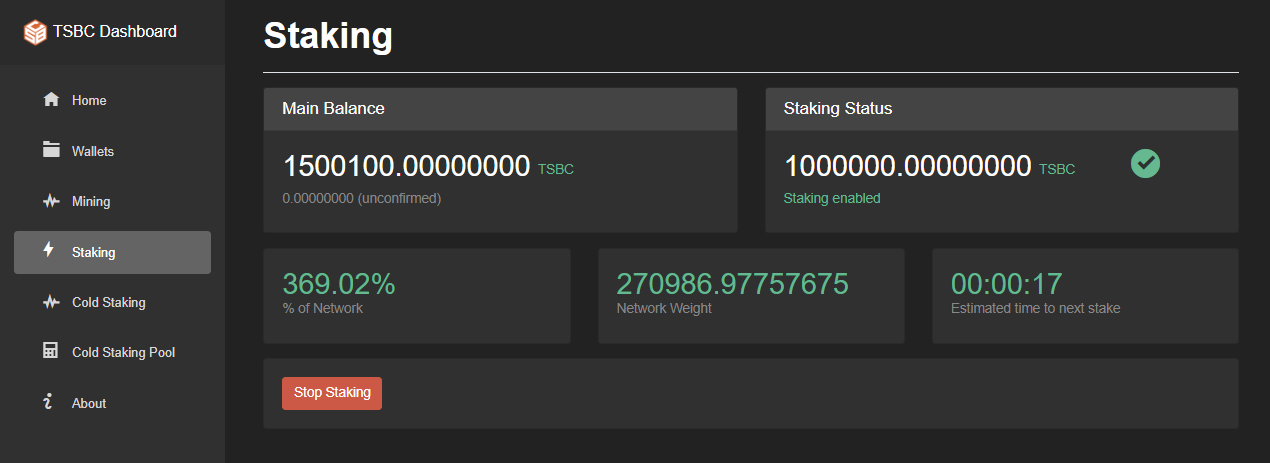 TSBC Dashboard
Home
Wallets
Mining
Staking
Cold Staking
Cold Staking Pool
About
Staking
Main Balance
1500100.00000000 TSBC
0.00000000 (unconfirmed)
Staking Status
1000000.00000000 TSBC
Staking enabled
369.02%
% of Network
270986.97757675
Network Weight
00:00:17
Estimated time to next stake
Stop Staking